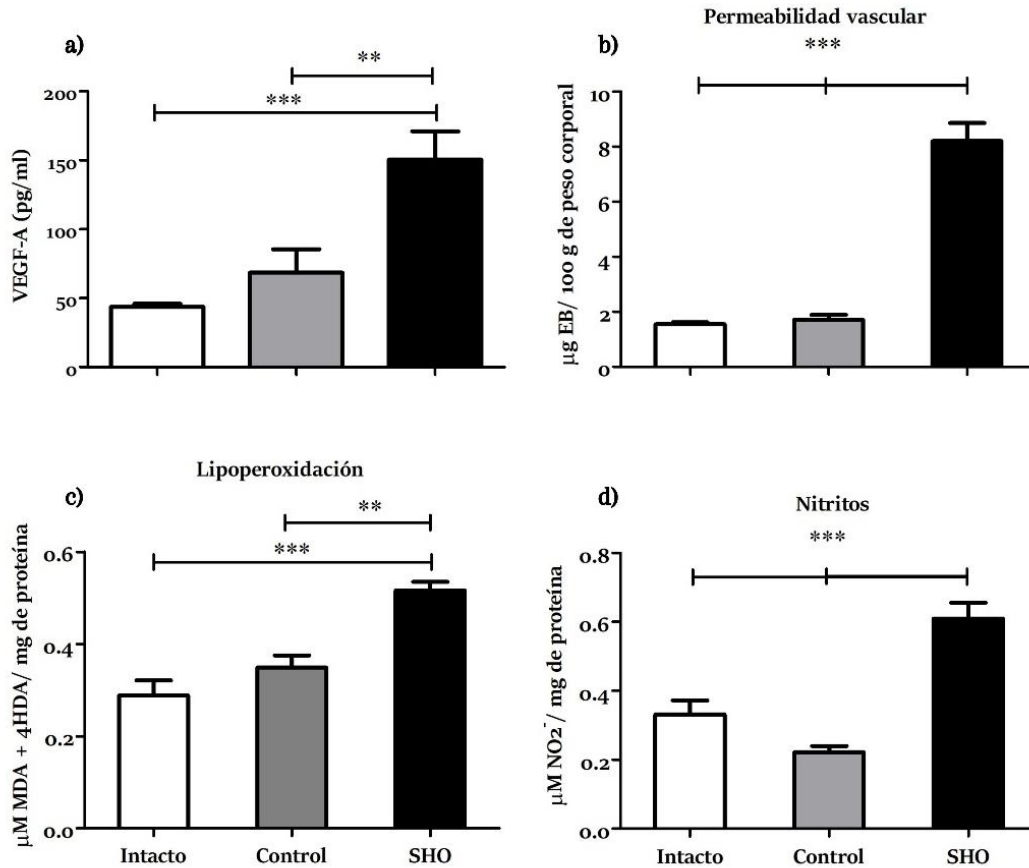 a)
**
***
200
150
100
50
0
VEGF-A (pg/ml)
Permeabilidad vascular
b)
***
10
8
6
4
2
0
µg EB/ 100 g de peso corporal
Lipoperoxidación
c)
**
***
0.6
0.4
0.2
0.0
µM MDA + 4HDA/ mg de proteína
Intacto Control SHO
Nitritos
d)
***
0.8
0.6
0.4
0.2
0.0
µM NO2⁻/ mg de proteína
Intacto Control SHO